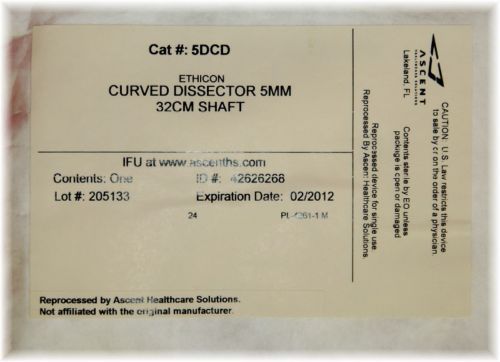 Cat #: 5DCD
ETHICON
CURVED DISSECTOR 5MM
32CM SHAFT
IFU at www.ascenths.com
Contents: One ID #: 42626268
Lot #: 205133 Expiration Date: 02/2012
24
Reprocessed by Ascent Healthcare Solutions.
Not affiliated with the original manufacturer.
ASCENT
HEALTHCARE SOLUTIONS
Lakeland, FL
CAUTION: U.S. Law restricts this device
to sale by or on the order of a physician.
Contents sterile by EO unless
package is open or damaged
Reprocessed device for single use.
Reprocessed By Ascent Healthcare Solutions